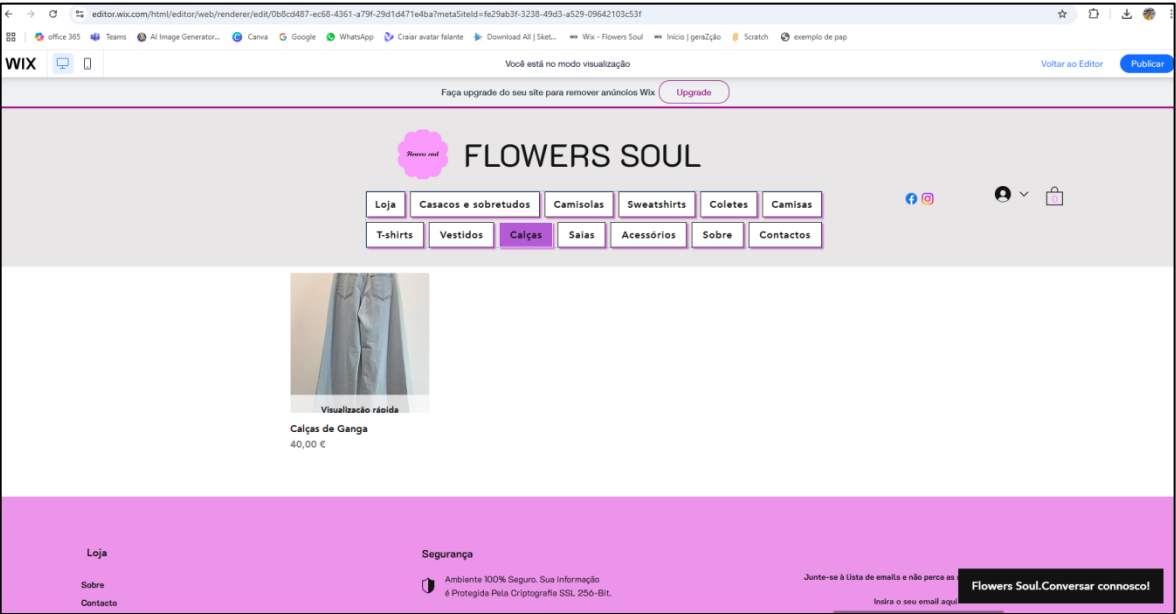 editor.wix.com/html/editor/web/renderer/edit/0b8cd487-ec68-4361-a79f-29d1d471e4ba?metaSiteId=fe29ab3f-3238-49d3-a529-09642103c53f
office 365 Teams AI Image Generator... Canva Google WhatsApp Craiar avatar falante Download All | Sket... Wix - Flowers Soul Início | geraZção Scratch exemplo de pap
WIX Você está no modo visualização Voltar ao Editor Publicar
Faça upgrade do seu site para remover anúncios Wix Upgrade
Flowers soul FLOWERS SOUL
Loja Casacos e sobretudos Camisolas Sweatshirts Coletes Camisas
0
T-shirts Vestidos Calças Saias Acessórios Sobre Contactos
Visualização rápida
Calças de Ganga
40,00 €
Loja Segurança
Sobre Ambiente 100% Seguro. Sua Informação
é Protegida Pela Criptografia SSL 256-Bit.
Contacto
Junte-se à lista de emails e não perca as
Insira o seu email aqui
Flowers Soul.Conversar connosco!